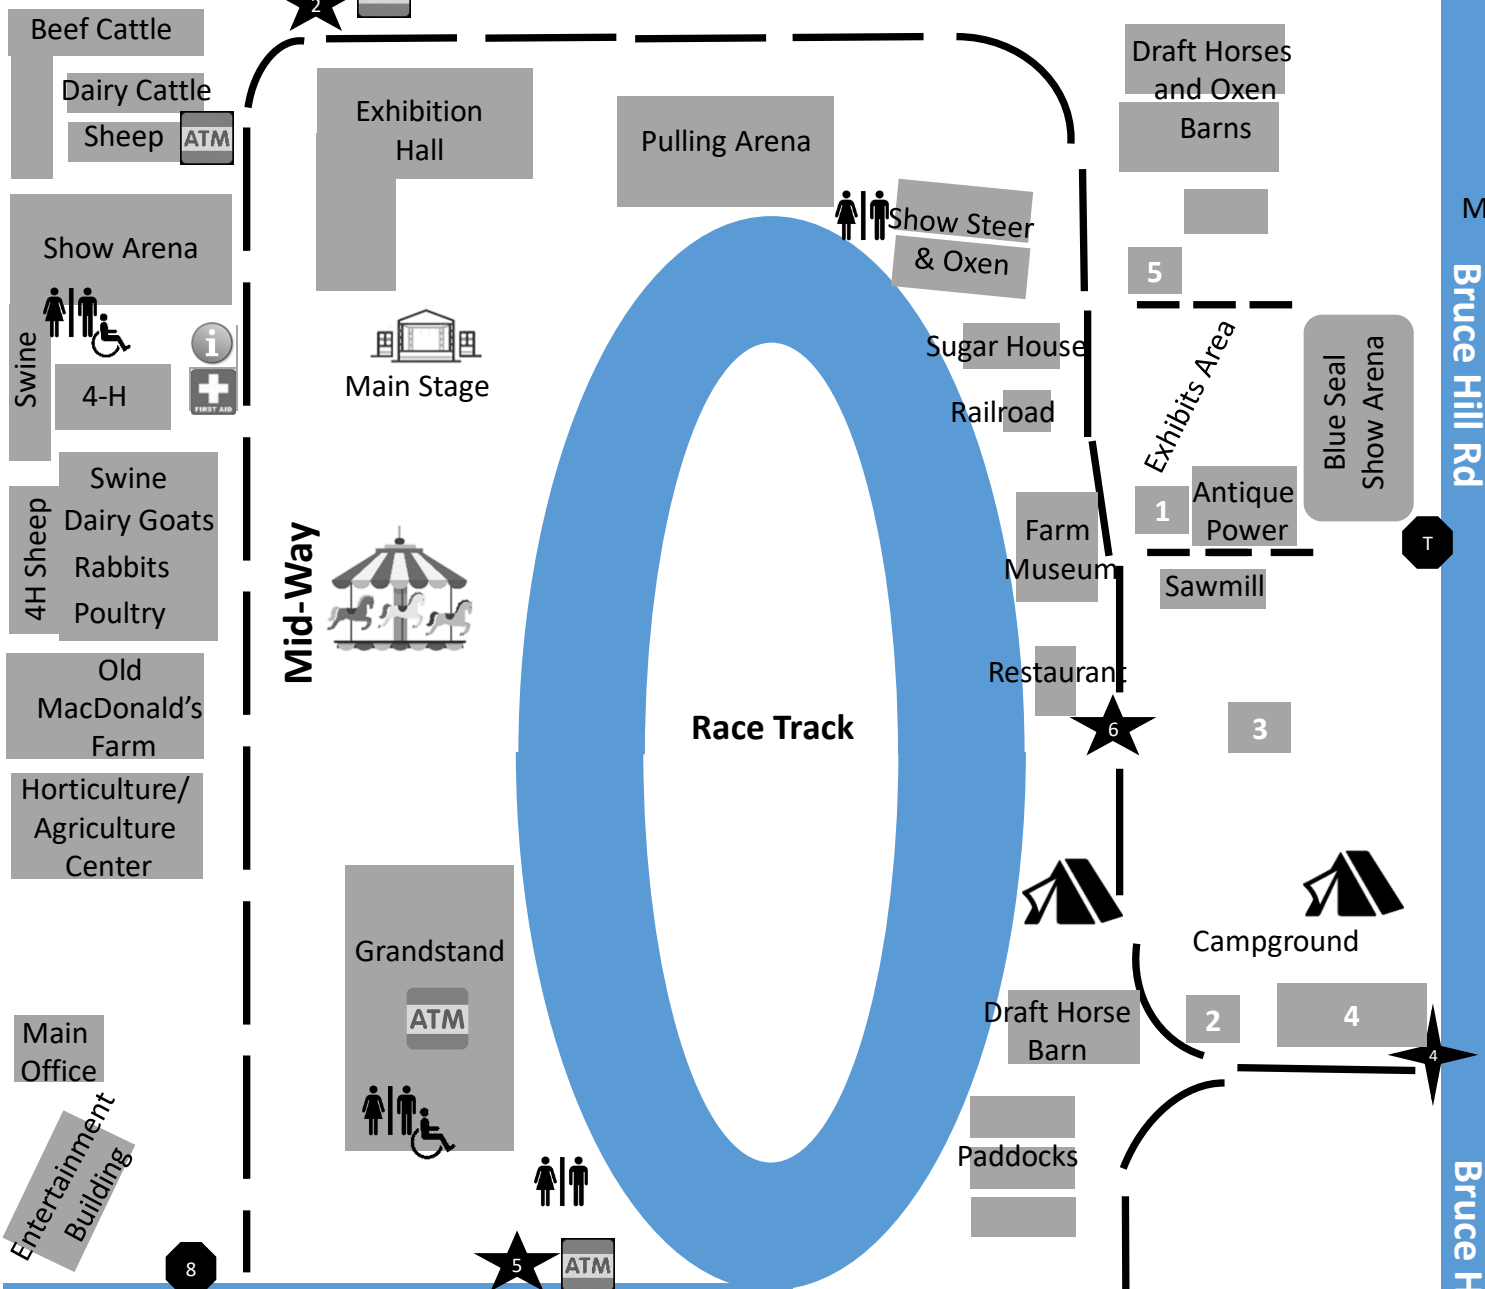 2
Beef Cattle
Dairy Cattle
Sheep
ATM
Exhibition
Hall
Pulling Arena
Draft Horses
and Oxen
Barns
M
Show Arena
Show Steer
& Oxen
5
Bruce Hill Rd
Swine
i
4-H
FIRST AID
Main Stage
Sugar House
Railroad
Exhibits Area
Blue Seal
Show Arena
4H Sheep
Swine
Dairy Goats
Rabbits
Poultry
Mid-Way
Farm
Museum
1
Antique
Power
T
Sawmill
Old
MacDonald's
Farm
Race Track
Restaurant
6
3
Horticulture/
Agriculture
Center
Grandstand
ATM
Campground
Main
Office
Draft Horse
Barn
2
4
4
Entertainment
Building
Paddocks
Bruce H
8
5
ATM